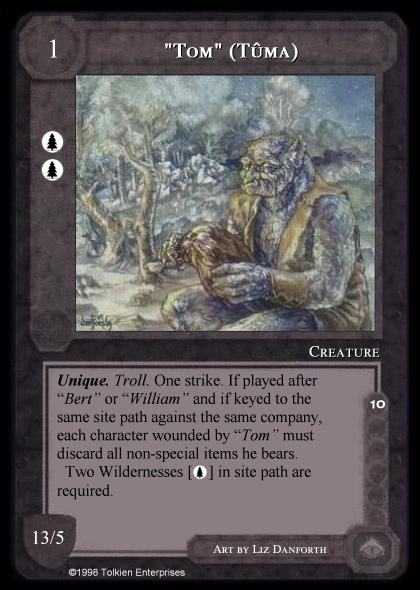 1
"Tom" (Tûma)
Creature
Unique. Troll. One strike. If played after
“Bert” or “William” and if keyed to the
same site path against the same company,
each character wounded by “Tom” must
discard all non-special items he bears.
Two Wildernesses [ ] in site path are
required.
10
13/5
Art by Liz Danforth
©1998 Tolkien Enterprises